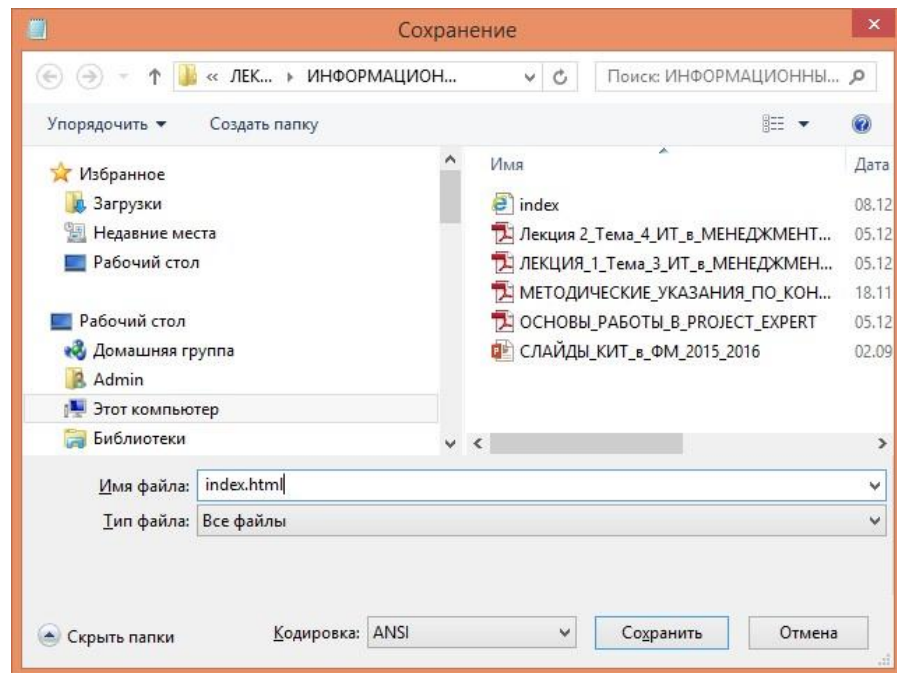 Сохранение
« ЛЕК... ИНФОРМАЦИОН... Поиск: ИНФОРМАЦИОННЫ...
Упорядочить Создать папку
Избранное
Загрузки
Недавние места
Рабочий стол
Рабочий стол
Домашняя группа
Admin
Этот компьютер
Библиотеки
Имя Дата
index 08.12
Лекция 2_Тема_4_ИТ_в_МЕНЕДЖМЕНТ... 05.12
ЛЕКЦИЯ_1_Тема_3_ИТ_в_МЕНЕДЖМЕН... 05.12
МЕТОДИЧЕСКИЕ_УКАЗАНИЯ_ПО_КОН... 18.11
ОСНОВЫ_РАБОТЫ_В_PROJECT_EXPERT 05.12
СЛАЙДЫ_КИТ_в_ФМ_2015_2016 02.09
Имя файла: index.html
Тип файла: Все файлы
Скрыть папки Кодировка: ANSI Сохранить Отмена